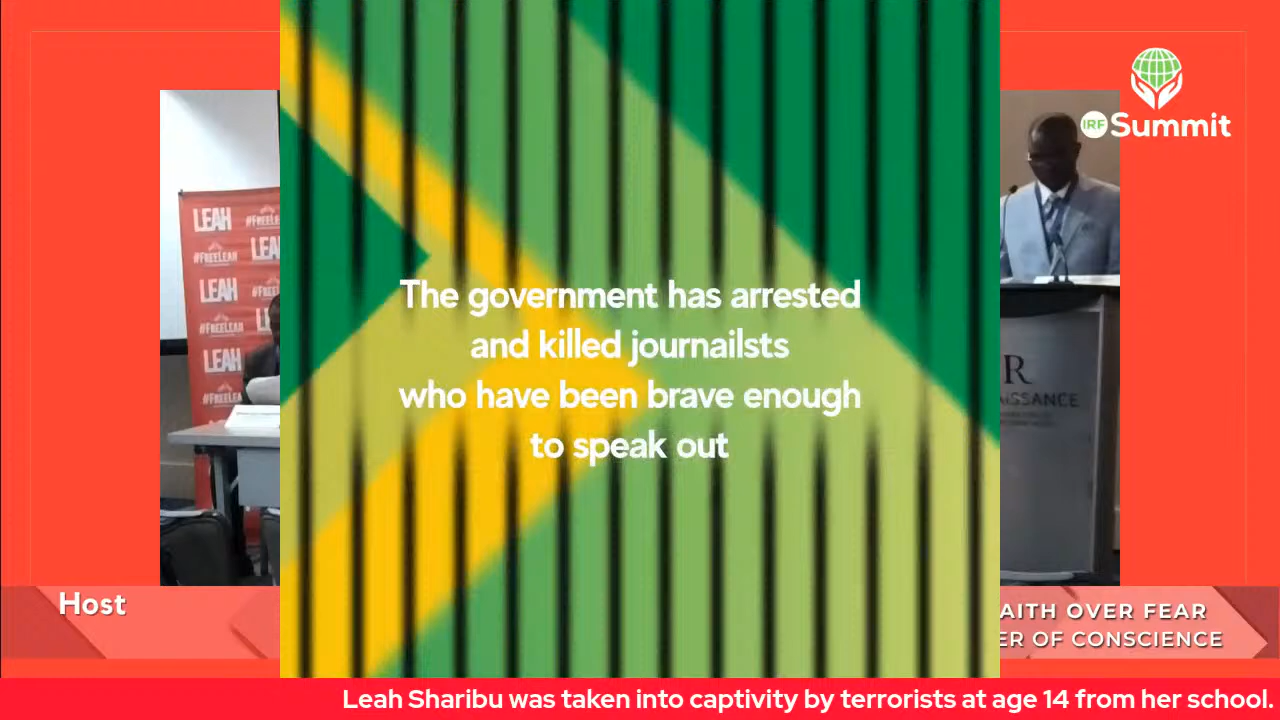 IRF Summit
LEAH #FREELEAH
#FREELEAH LEAH
LEAH
#FREELEAH
LEAH
#FREELEA
The government has arrested
and killed journailsts
who have been brave enough
to speak out
R
AISSANCE
Host
AITH OVER FEAR
ER OF CONSCIENCE
Leah Sharibu was taken into captivity by terrorists at age 14 from her school.